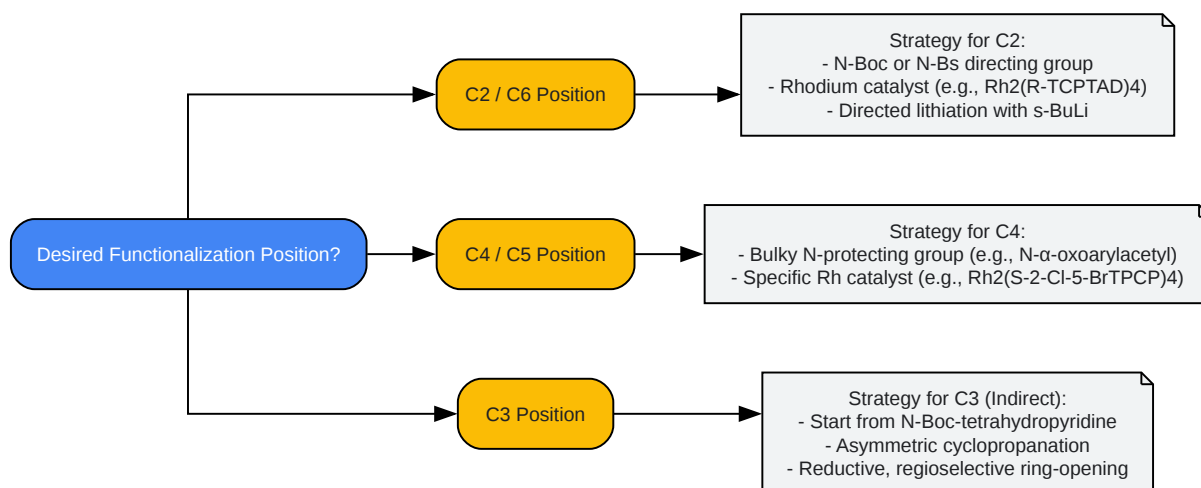 Strategy for C2:
- N-Boc or N-Bs directing group
- Rhodium catalyst (e.g., Rh2(R-TCPTAD)4)
- Directed lithiation with s-BuLi
C2 / C6 Position
Desired Functionalization Position?
C4 / C5 Position
Strategy for C4:
- Bulky N-protecting group (e.g., N-α-oxoarylacetyl)
- Specific Rh catalyst (e.g., Rh2(S-2-Cl-5-BrTPCP)4)
C3 Position
Strategy for C3 (Indirect):
- Start from N-Boc-tetrahydropyridine
- Asymmetric cyclopropanation
- Reductive, regioselective ring-opening